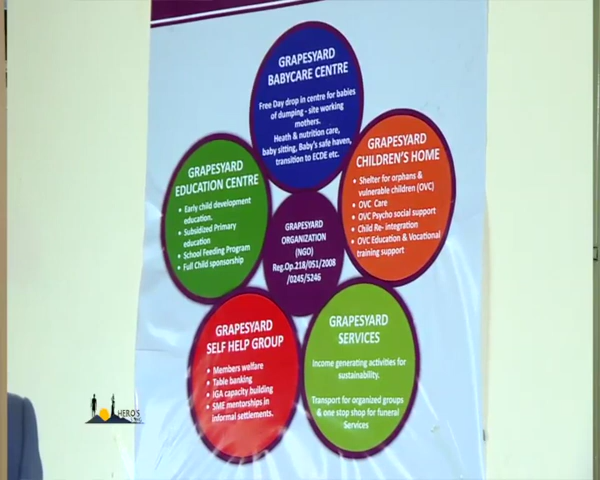 GRAPESYARD
BABYCARE CENTRE
Free Day drop in centre for babies
of dumping - site working
mothers.
Heath & nutrition care,
baby sitting, Baby's safe haven,
transition to ECDE etc.
GRAPESYARD
EDUCATION CENTRE
• Early child development
education.
• Subsidized Primary
education
• School Feeding Program
• Full Child sponsorship
GRAPESYARD
CHILDREN'S HOME
• Shelter for orphans &
vulnerable children (OVC)
• OVC Care
• OVC Psycho social support
• Child Re- integration
• OVC Education & Vocational
training support
GRAPESYARD
ORGANIZATION
(NGO)
Reg.Op.218/051/2008
/0245/5246
GRAPESYARD
SELF HELP GROUP
• Members welfare
• Table banking
• IGA capacity building
• SME mentorships in
informal settlements.
GRAPESYARD
SERVICES
Income generating activities for
sustainability.
Transport for organized groups
& one stop shop for funeral
Services
HERO'S